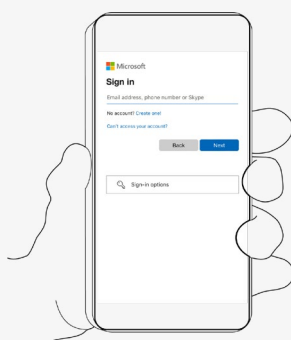 Microsoft
Sign in
Email address, phone number or Skype
No account? Create one!
Can't access your account?
Back Next
Sign-in options